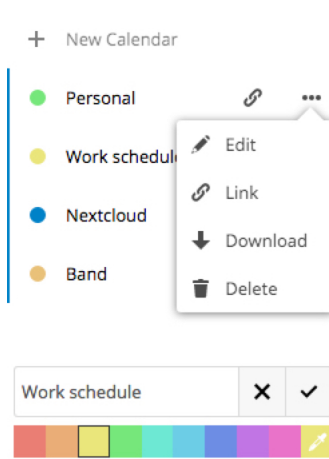 New Calendar
Personal
Edit
Work schedul
Link
Nextcloud
Download
Band
Delete
Work schedule